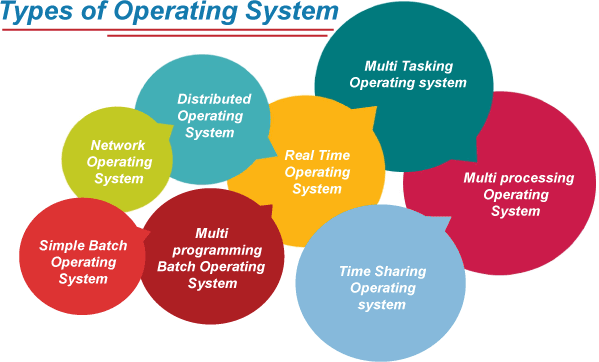 Types of Operating System
Multi Tasking
Operating system
Distributed
Operating
System
Network
Operating
System
Real Time
Operating
System
Multi processing
Operating
System
Simple Batch
Operating
System
Multi
programming
Batch Operating
System
Time Sharing
Operating
system